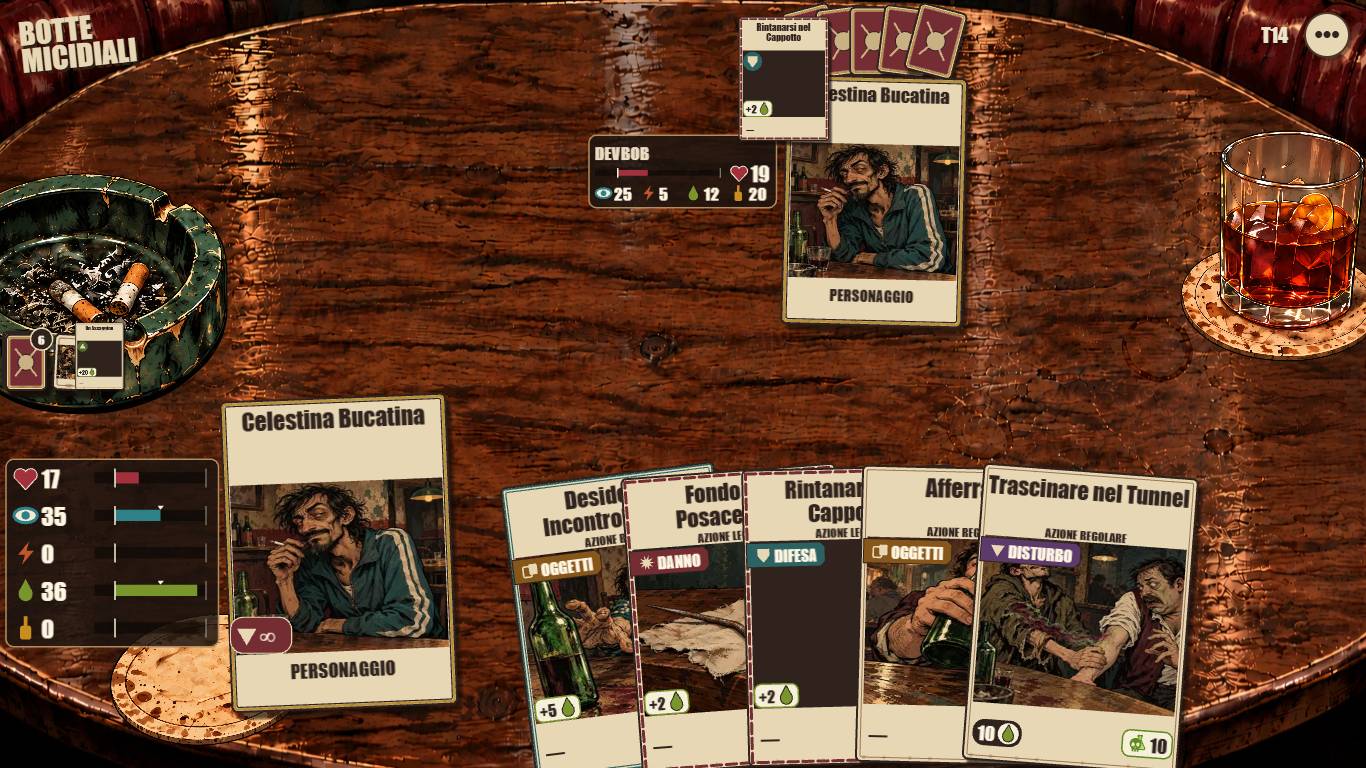 BOTTE
MICIDIALI
T14
Rintanarsi nel
Cappotto
+2
—
estina Bucatina
DEVBOB
19
25 5 12 20
PERSONAGGIO
6
+20
17
35
0
36
0
Celestina Bucatina
∞
PERSONAGGIO
Desid
Incontro
AZIONE B
OGGETTI
+5
—
Fondo
Posace
AZIONE LE
DANNO
+2
—
Rintanar
Cappo
AZIONE LE
DIFESA
+2
—
Afferr
AZIONE REG
OGGETTI
—
Trascinare nel Tunnel
AZIONE REGOLARE
DISTURBO
10
10